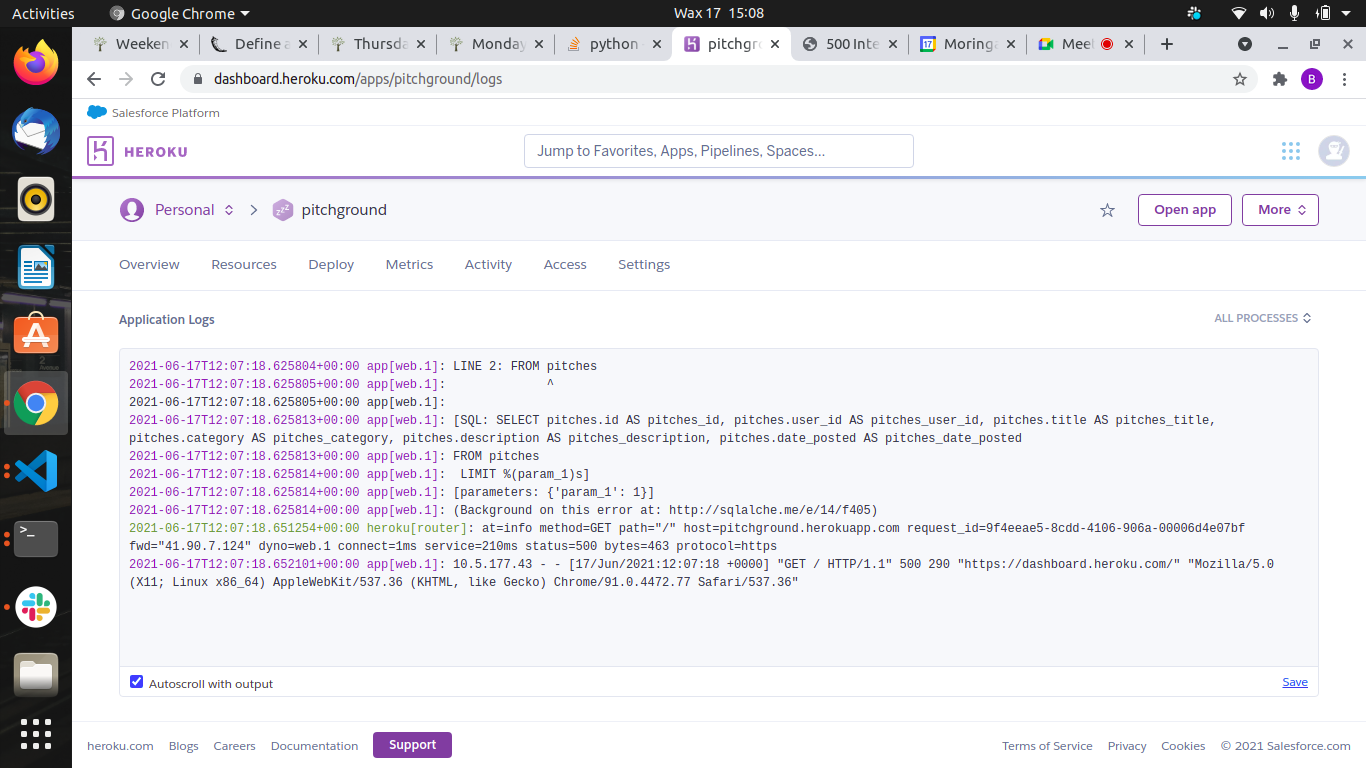 Activities
Google Chrome
Wax 17 15:08
Weeken
Define a
Thursda
Monday
python
pitchgro
500 Inte
17
Moringa
Meet
dashboard.heroku.com/apps/pitchground/logs
B
Salesforce Platform
HEROKU
Jump to Favorites, Apps, Pipelines, Spaces...
Personal
pitchground
Open app
More
Overview
Resources
Deploy
Metrics
Activity
Access
Settings
Application Logs
ALL PROCESSES
2021-06-17T12:07:18.625804+00:00 app[web.1]: LINE 2: FROM pitches
2021-06-17T12:07:18.625805+00:00 app[web.1]:              ^
2021-06-17T12:07:18.625805+00:00 app[web.1]:
2021-06-17T12:07:18.625813+00:00 app[web.1]: [SQL: SELECT pitches.id AS pitches_id, pitches.user_id AS pitches_user_id, pitches.title AS pitches_title,
pitches.category AS pitches_category, pitches.description AS pitches_description, pitches.date_posted AS pitches_date_posted
2021-06-17T12:07:18.625813+00:00 app[web.1]: FROM pitches
2021-06-17T12:07:18.625814+00:00 app[web.1]:  LIMIT %(param_1)s]
2021-06-17T12:07:18.625814+00:00 app[web.1]: [parameters: {'param_1': 1}]
2021-06-17T12:07:18.625814+00:00 app[web.1]: (Background on this error at: http://sqlalche.me/e/14/f405)
2021-06-17T12:07:18.651254+00:00 heroku[router]: at=info method=GET path="/" host=pitchground.herokuapp.com request_id=9f4eeae5-8cdd-4106-906a-00006d4e07bf
fwd="41.90.7.124" dyno=web.1 connect=1ms service=210ms status=500 bytes=463 protocol=https
2021-06-17T12:07:18.652101+00:00 app[web.1]: 10.5.177.43 - - [17/Jun/2021:12:07:18 +0000] "GET / HTTP/1.1" 500 290 "https://dashboard.heroku.com/" "Mozilla/5.0
(X11; Linux x86_64) AppleWebKit/537.36 (KHTML, like Gecko) Chrome/91.0.4472.77 Safari/537.36"
Autoscroll with output
Save
heroku.com
Blogs
Careers
Documentation
Support
Terms of Service
Privacy
Cookies
© 2021 Salesforce.com